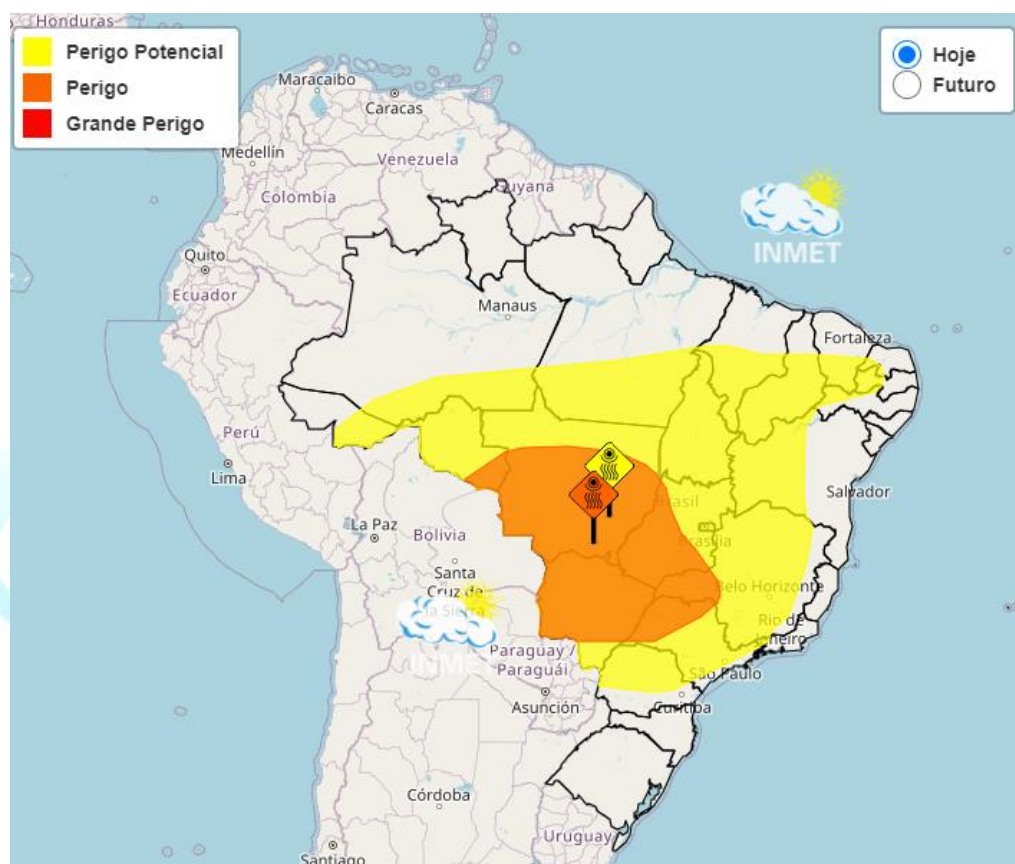 Honduras
Perigo Potencial
Perigo
Grande Perigo
Hoje
Futuro
Maracaibo
Caracas
Medellín
Venezuela
Guyana
Colombia
INMET
Quito
Ecuador
Manaus
Fortaleza
Perú
Lima
Salvador
Brasil
La Paz
Bolivia
Brasília
Santa
Cruz de
la Sierra
Belo Horizonte
Rio de
Janeiro
INMET
Paraguay /
Paraguái
São Paulo
Asunción
Curitiba
Córdoba
Uruguay
Santiago